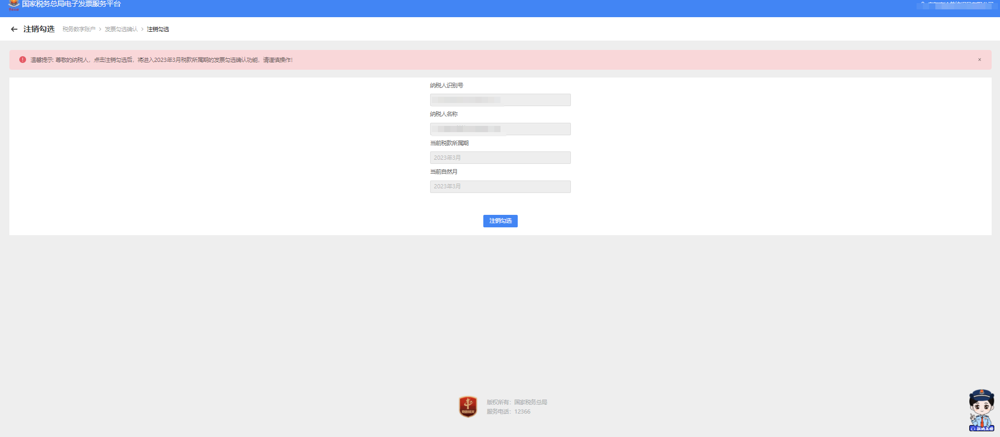 国家税务总局电子发票服务平台
注销勾选
税务数字账户 > 发票勾选确认 > 注销勾选
温馨提示: 尊敬的纳税人，点击注销勾选后，将进入2023年3月税款所属期的发票勾选确认功能，请谨慎操作！
×
纳税人识别号
纳税人名称
当前税款所属期
2023年3月
当前自然月
2023年3月
注销勾选
版权所有：国家税务总局
服务电话：12366
征纳互动